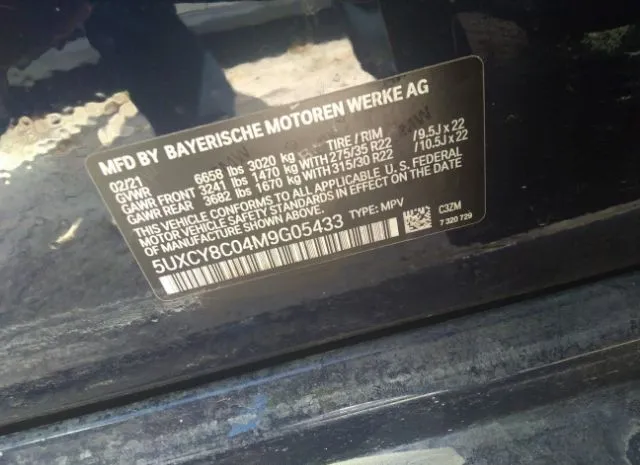 MFD BY BAYERISCHE MOTOREN WERKE AG
02/21
GVWR 6658 lbs 3020 kg TIRE / RIM
GAWR FRONT 3241 lbs 1470 kg WITH 275/35 R22 /9.5J x 22
GAWR REAR 3682 lbs 1670 kg WITH 315/30 R22 /10.5J x 22
THIS VEHICLE CONFORMS TO ALL APPLICABLE U.S. FEDERAL
MOTOR VEHICLE SAFETY STANDARDS IN EFFECT ON THE DATE
OF MANUFACTURE SHOWN ABOVE.
5UXCY8C04M9G05433 TYPE: MPV
C3ZM
7 320 729